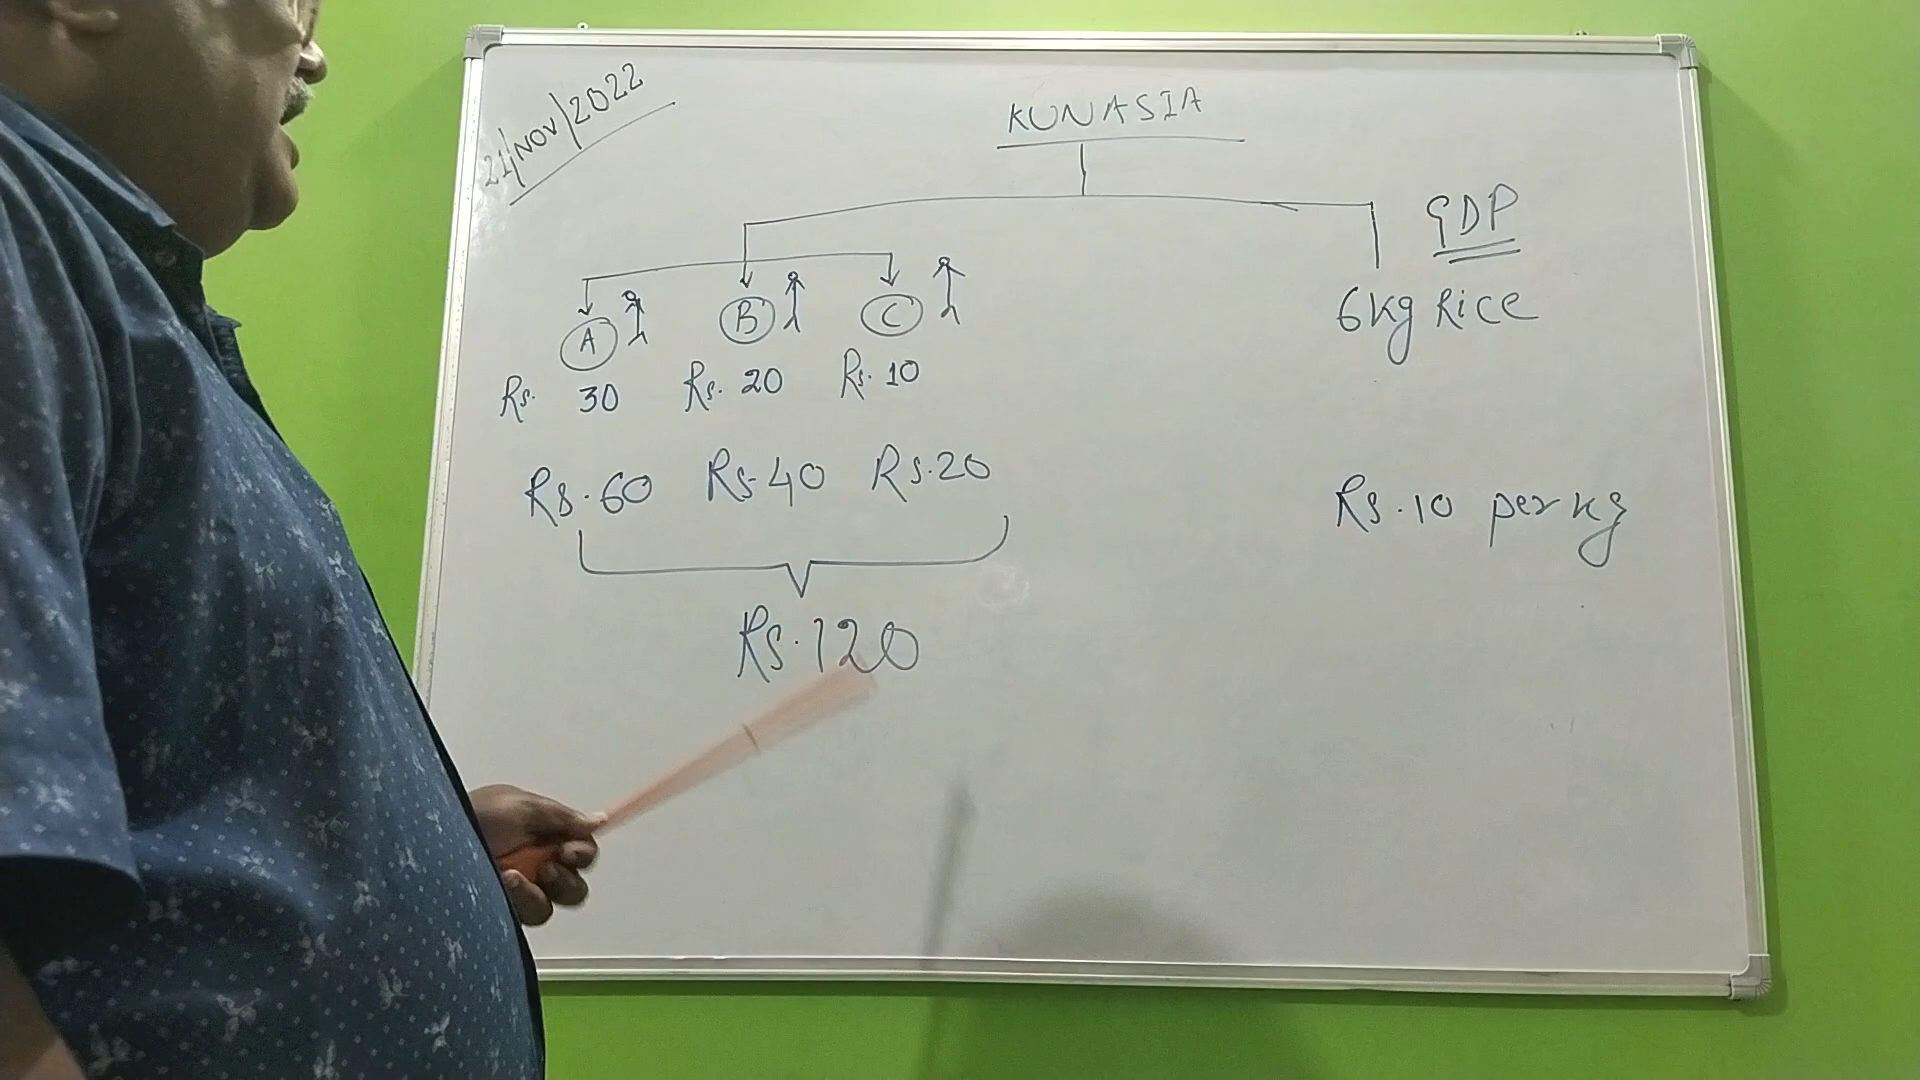 21/NOV/2022
KUNASIA
GDP
6kg Rice
A B C
Rs. 30 Rs. 20 Rs. 10
Rs. 60 Rs. 40 Rs. 20
Rs. 10 per kg
Rs. 120